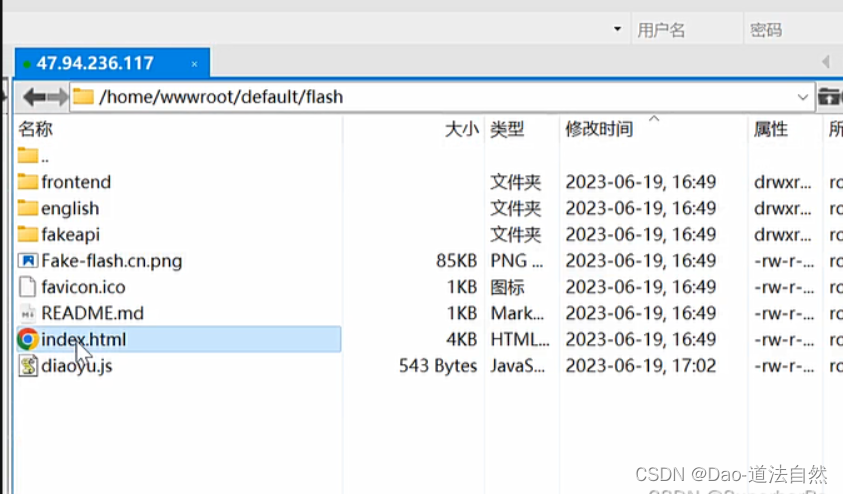 用户名 密码
47.94.236.117 ×
/home/wwwroot/default/flash
名称 大小 类型 修改时间 属性 所
..
frontend 文件夹 2023-06-19, 16:49 drwxr... ro
english 文件夹 2023-06-19, 16:49 drwxr... ro
fakeapi 文件夹 2023-06-19, 16:49 drwxr... ro
Fake-flash.cn.png 85KB PNG ... 2023-06-19, 16:49 -rw-r-... ro
favicon.ico 1KB 图标 2023-06-19, 16:49 -rw-r-... ro
README.md 1KB Mark... 2023-06-19, 16:49 -rw-r-... ro
index.html 4KB HTML... 2023-06-19, 16:49 -rw-r-... ro
diaoyu.js 543 Bytes JavaS... 2023-06-19, 17:02 -rw-r-... ro
CSDN @Dao-道法自然